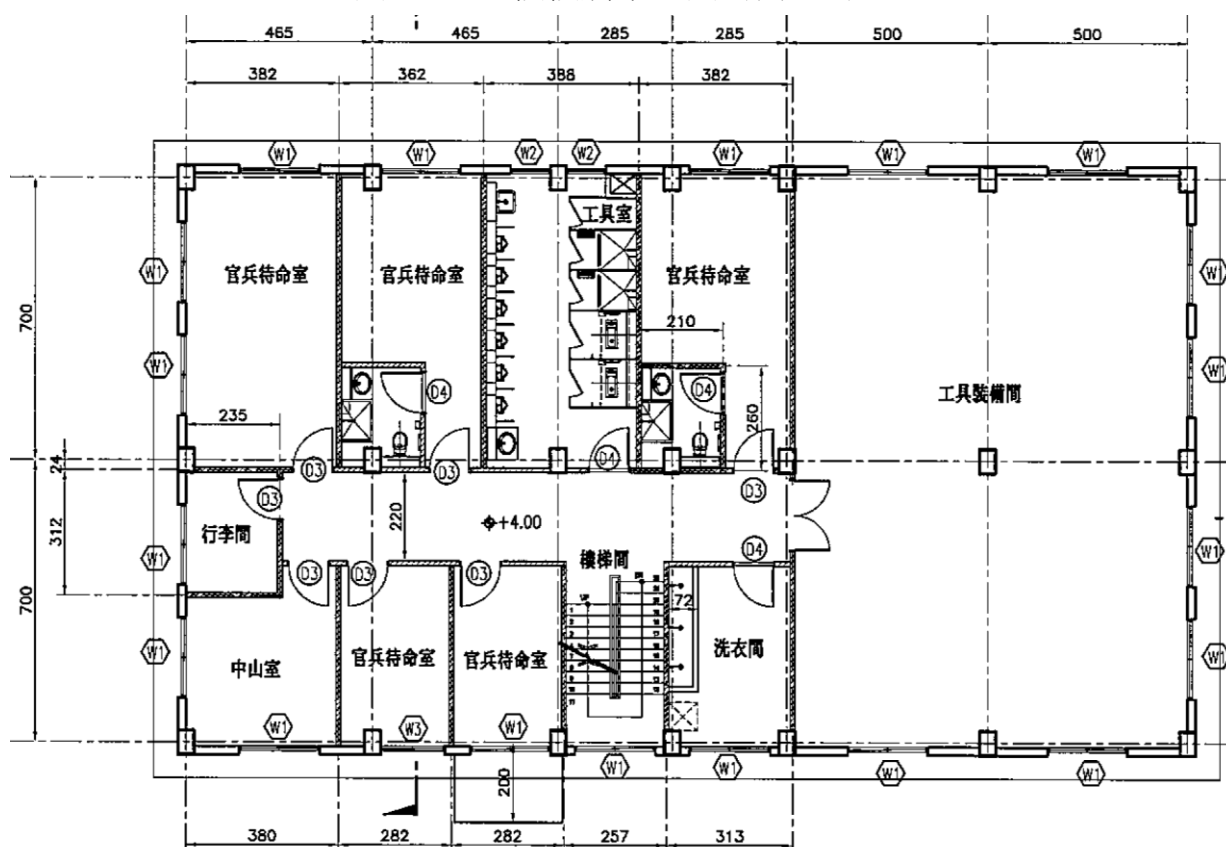 465 465 285 285 500 500
382 362 388 382
W1 W1 W2 W2 W1 W1 W1
工具室
官兵待命室 官兵待命室 官兵待命室
W1 W1
700
210
W1 W1
D4 D4
工具裝備間
235
260
24
D3 D3 D4 D3
D3
312
行李間
220
+4.00
樓梯間
D4
W1 W1
D3 D3 D3
72
700
洗衣間
W1
中山室 官兵待命室 官兵待命室
W1 W3 W1 W1 W1 W1 W1
200
380 282 282 257 313